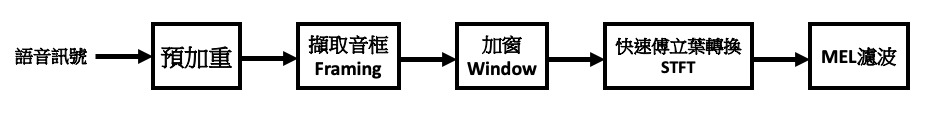 語音訊號
預加重
擷取音框
Framing
加窗
Window
快速傅立葉轉換
STFT
MEL濾波